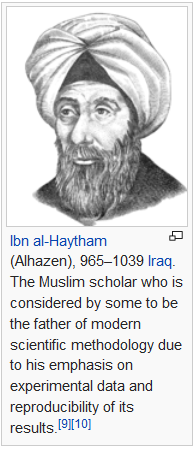 Ibn al-Haytham
(Alhazen), 965–1039 Iraq.
The Muslim scholar who is
considered by some to be
the father of modern
scientific methodology due
to his emphasis on
experimental data and
reproducibility of its
results.[9][10]